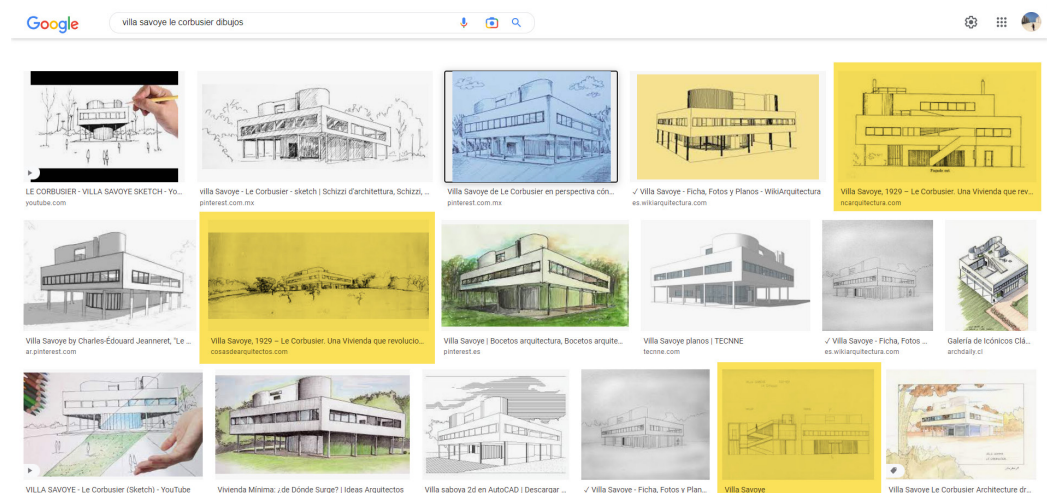 Google
villa savoye le corbusier dibujos
LE CORBUSIER - VILLA SAVOYE SKETCH - Yo...
youtube.com
villa Savoye - Le Corbusier - sketch | Schizzi d'architettura, Schizzi, ...
pinterest.com.mx
Villa Savoye de Le Corbusier en perspectiva cón...
pinterest.com.mx
✓ Villa Savoye - Ficha, Fotos y Planos - WikiArquitectura
es.wikiarquitectura.com
Villa Savoye, 1929 – Le Corbusier. Una Vivienda que rev...
ncarquitectura.com
Villa Savoye by Charles-Édouard Jeanneret, "Le ...
ar.pinterest.com
Villa Savoye, 1929 – Le Corbusier. Una Vivienda que revolucio...
cosasdearquitectos.com
Villa Savoye | Bocetos arquitectura, Bocetos arquite...
pinterest.es
Villa Savoye planos | TECNNE
tecnne.com
✓ Villa Savoye - Ficha, Fotos ...
es.wikiarquitectura.com
Galería de Icónicos Clá...
archdaily.cl
VILLA SAVOYE - Le Corbusier (Sketch) - YouTube
Vivienda Mínima: ¿de Dónde Surge? | Ideas Arquitectos
Villa sabova 2d en AutoCAD | Descargar ...
✓ Villa Savoye - Ficha, Fotos y Plan...
Villa Savoye
Villa Savoye Le Corbusier Architecture dr...